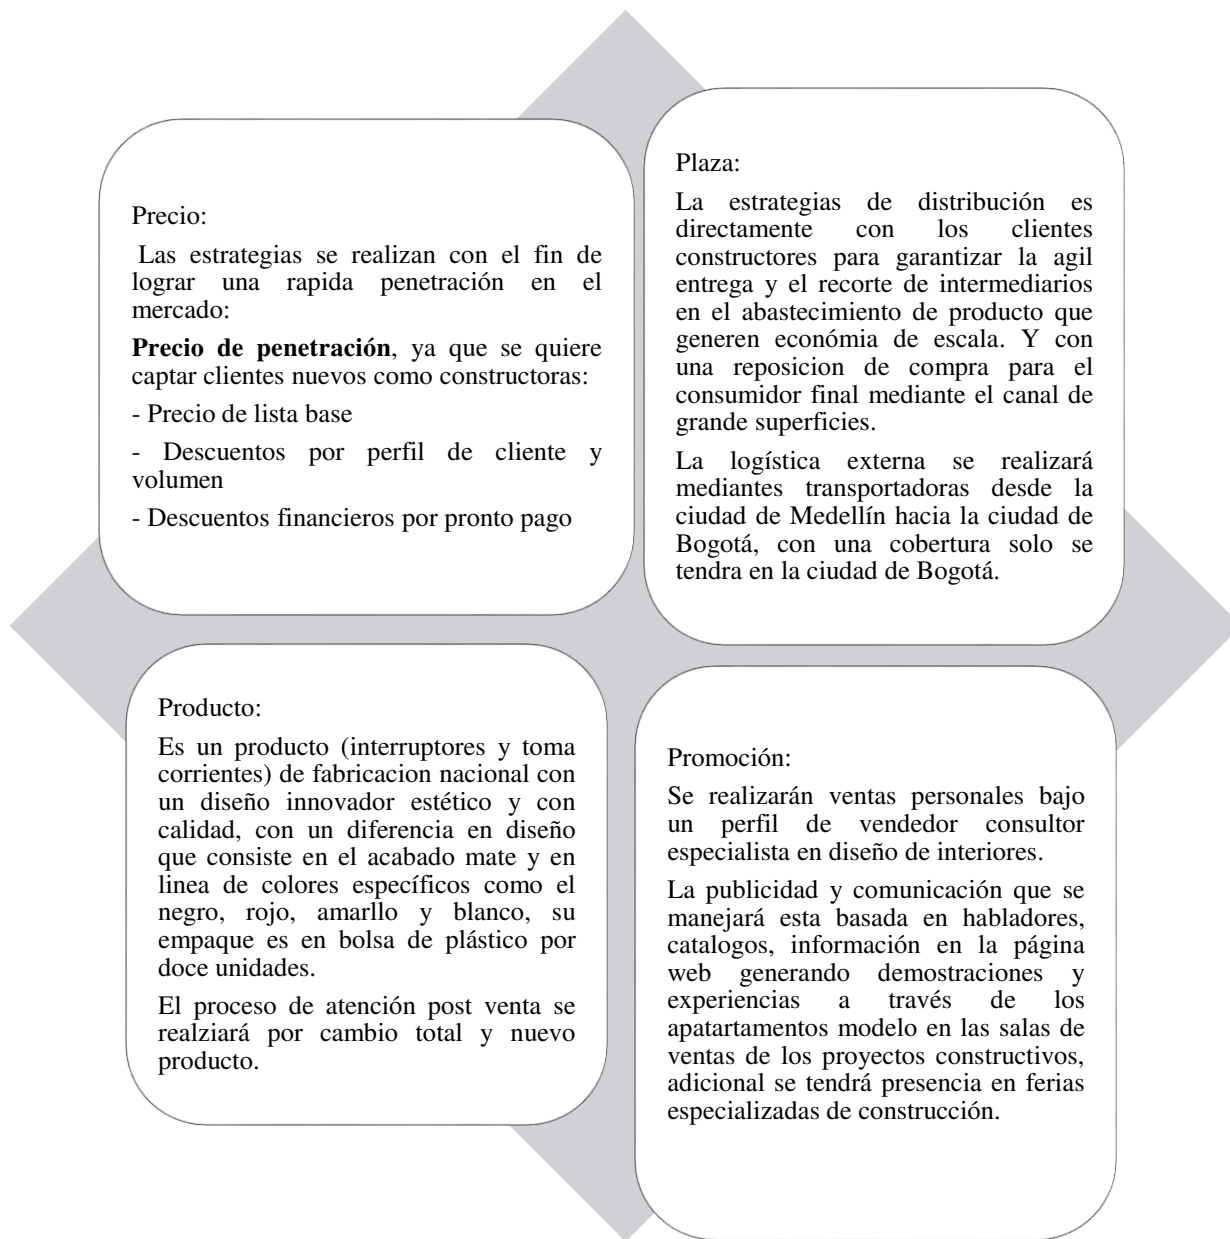 Precio:
Las estrategias se realizan con el fin de
lograr una rapida penetración en el
mercado:
Precio de penetración, ya que se quiere
captar clientes nuevos como constructoras:
- Precio de lista base
- Descuentos por perfil de cliente y
volumen
- Descuentos financieros por pronto pago
Plaza:
La estrategias de distribución es
directamente con los clientes
constructores para garantizar la agil
entrega y el recorte de intermediarios
en el abastecimiento de producto que
generen económia de escala. Y con
una reposicion de compra para el
consumidor final mediante el canal de
grande superficies.
La logística externa se realizará
mediantes transportadoras desde la
ciudad de Medellín hacia la ciudad de
Bogotá, con una cobertura solo se
tendra en la ciudad de Bogotá.
Producto:
Es un producto (interruptores y toma
corrientes) de fabricacion nacional con
un diseño innovador estético y con
calidad, con un diferencia en diseño
que consiste en el acabado mate y en
linea de colores específicos como el
negro, rojo, amarllo y blanco, su
empaque es en bolsa de plástico por
doce unidades.
El proceso de atención post venta se
realziará por cambio total y nuevo
producto.
Promoción:
Se realizarán ventas personales bajo
un perfil de vendedor consultor
especialista en diseño de interiores.
La publicidad y comunicación que se
manejará esta basada en habladores,
catalogos, información en la página
web generando demostraciones y
experiencias a través de los
apatartamentos modelo en las salas de
ventas de los proyectos constructivos,
adicional se tendrá presencia en ferias
especializadas de construcción.